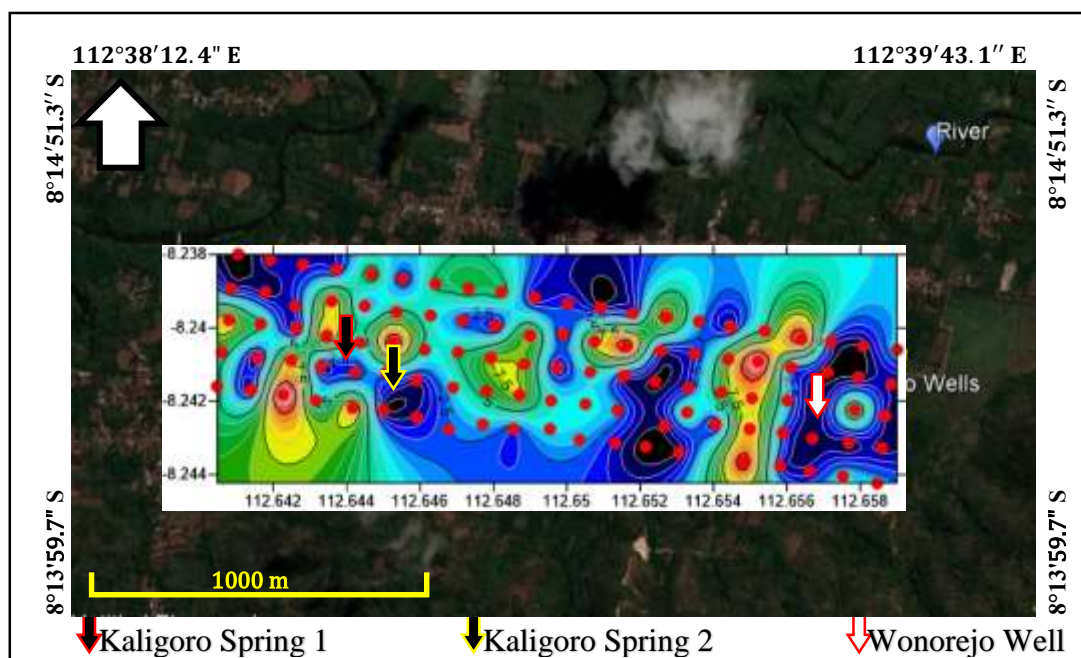 112°38′12.4" E
112°39′43.1′′ E
8°14′51.3′′ S
8°14′51.3′′ S
River
-8.238
-8.24
-8.242
-8.244
o Wells
112.642 112.644 112.646 112.648 112.65 112.652 112.654 112.656 112.658
8°13′59.7" S
8°13′59.7" S
1000 m
Kaligoro Spring 1
Kaligoro Spring 2
Wonorejo Well